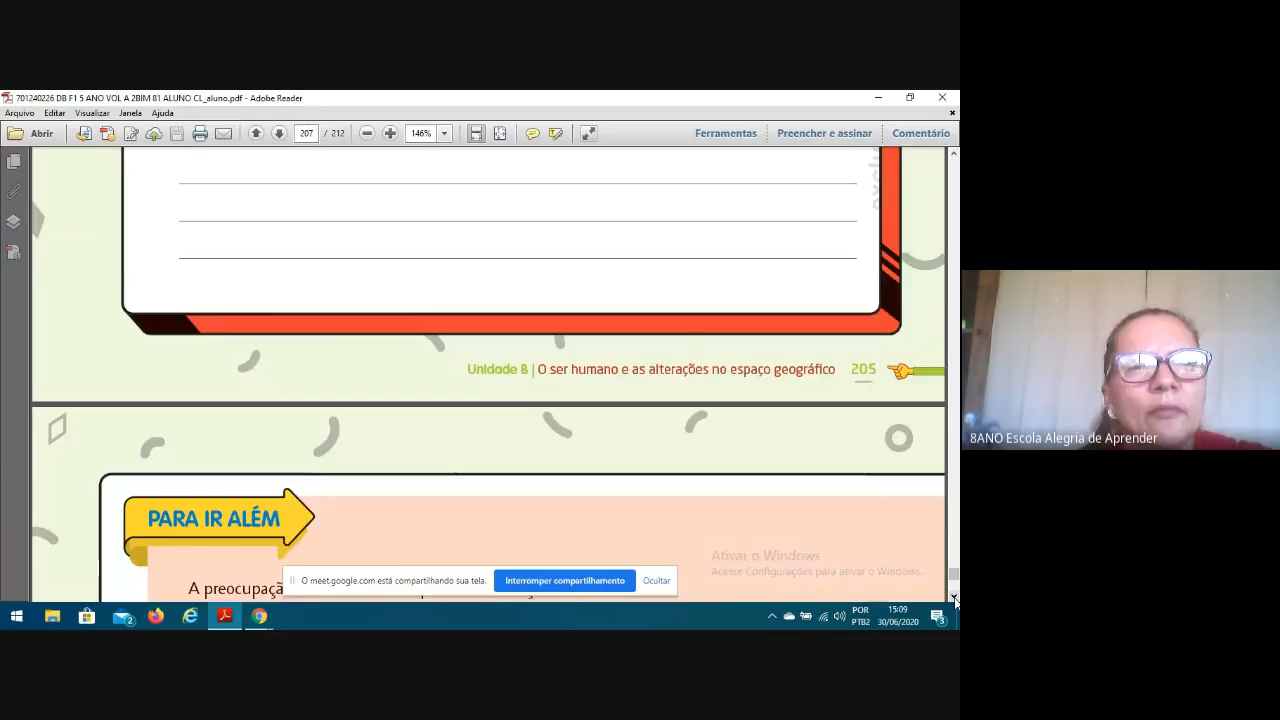 701240226 DB F1 5 ANO VOL A 2BIM 81 ALUNO CL_aluno.pdf - Adobe Reader
Arquivo Editar Visualizar Janela Ajuda
Abrir 207 / 212 146% Ferramentas Preencher e assinar Comentário
Unidade B | O ser humano e as alterações no espaço geográfico 205
PARA IR ALÉM
Ativar o Windows
Acesse Configurações para ativar o Windows.
A preocupaçã
O meet.google.com está compartilhando sua tela. Interromper compartilhamento Ocultar
8ANO Escola Alegria de Aprender
2
POR 15:09
PTB2 30/06/2020 3